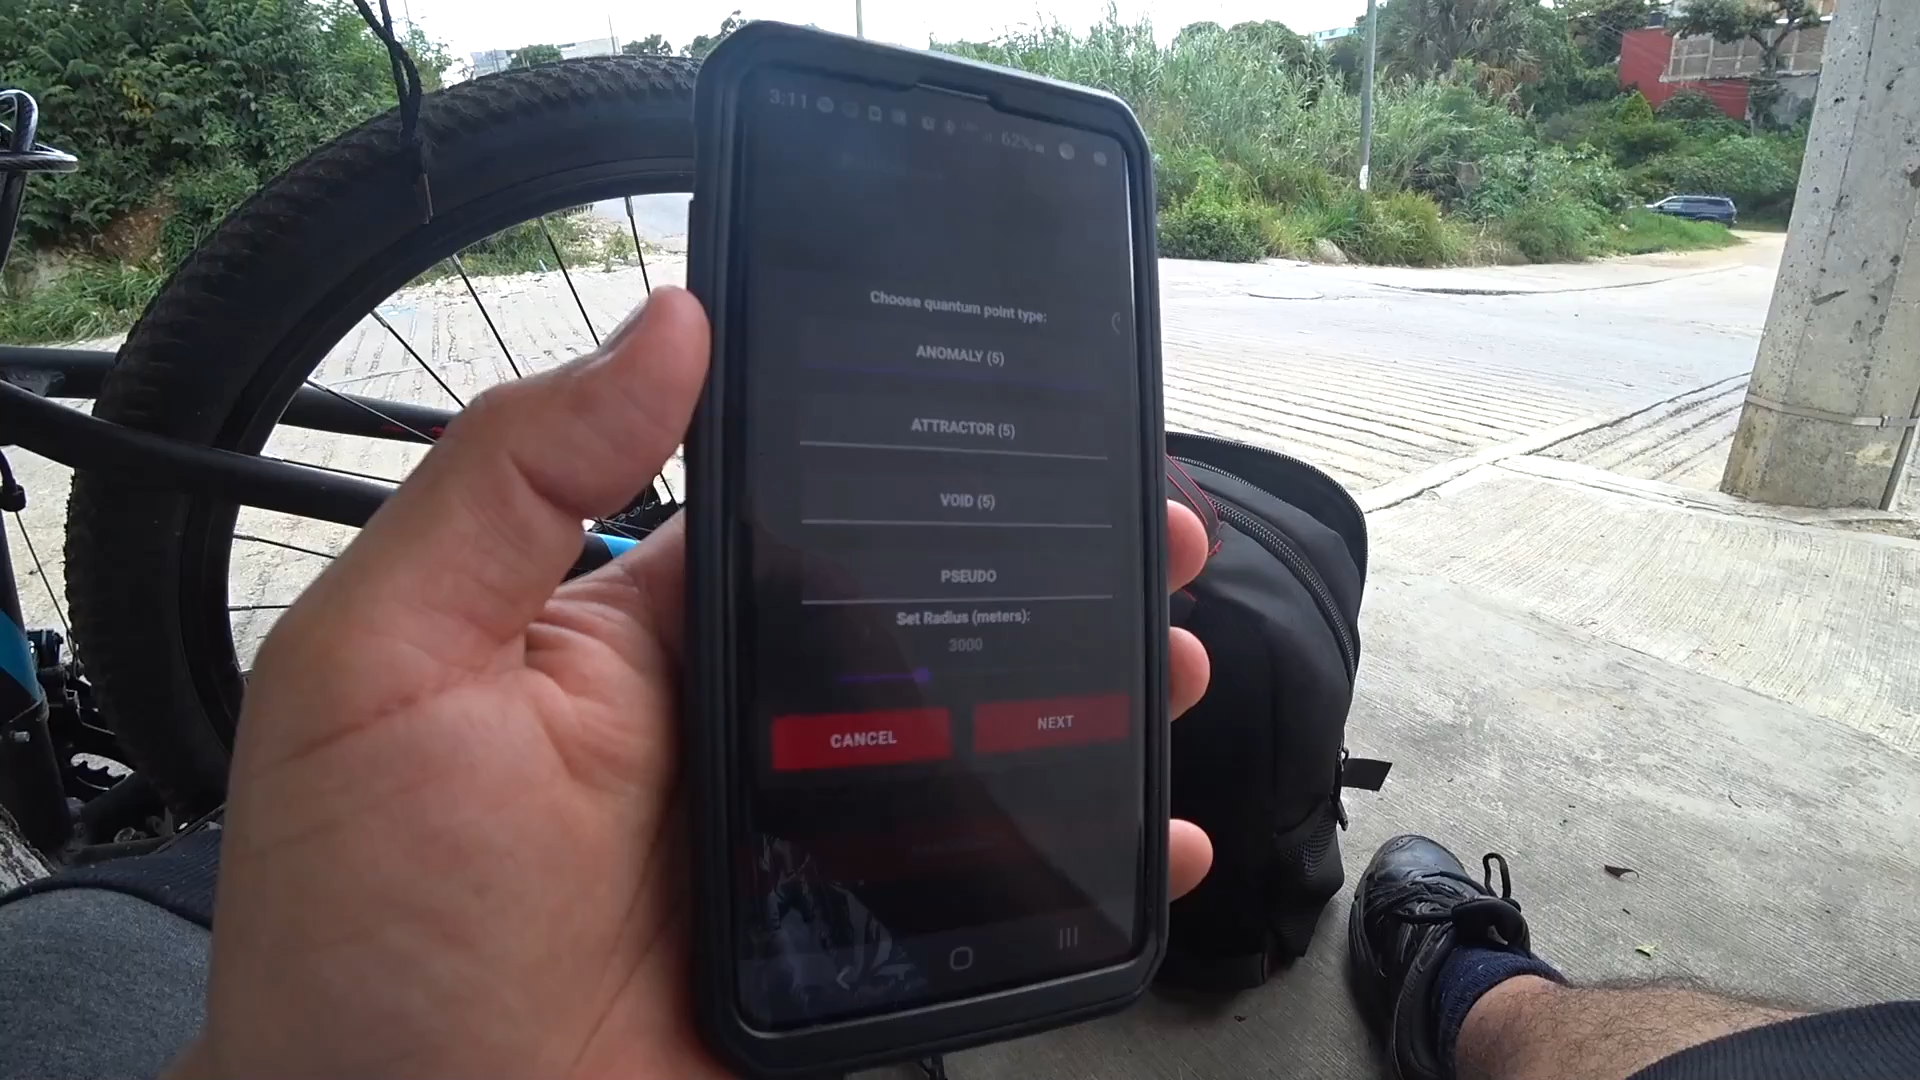 3:11
62%
Choose quantum point type:
ANOMALY (5)
ATTRACTOR (5)
VOID (5)
PSEUDO
Set Radius (meters):
3000
CANCEL
NEXT